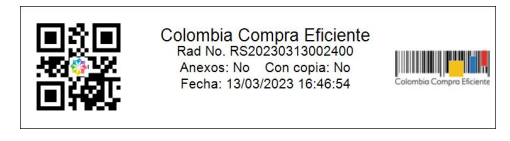 Colombia Compra Eficiente
Rad No. RS20230313002400
Anexos: No Con copia: No
Fecha: 13/03/2023 16:46:54
Colombia Compra Eficiente